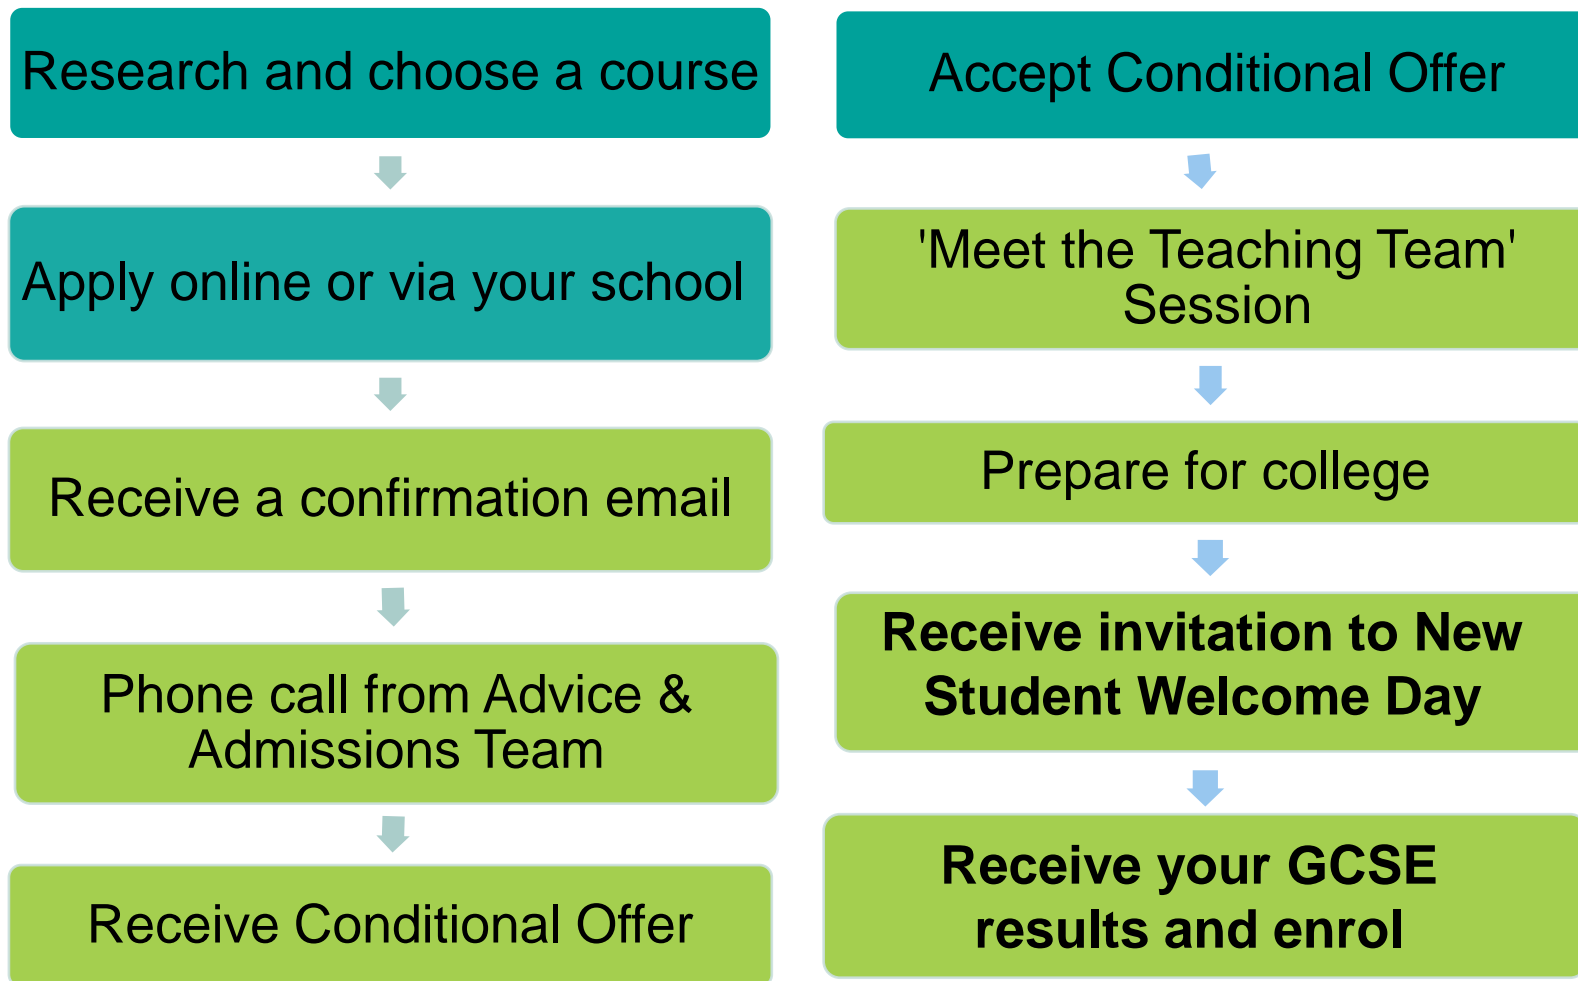 Research and choose a course
Apply online or via your school
Receive a confirmation email
Phone call from Advice &
Admissions Team
Receive Conditional Offer
Accept Conditional Offer
'Meet the Teaching Team'
Session
Prepare for college
Receive invitation to New
Student Welcome Day
Receive your GCSE
results and enrol